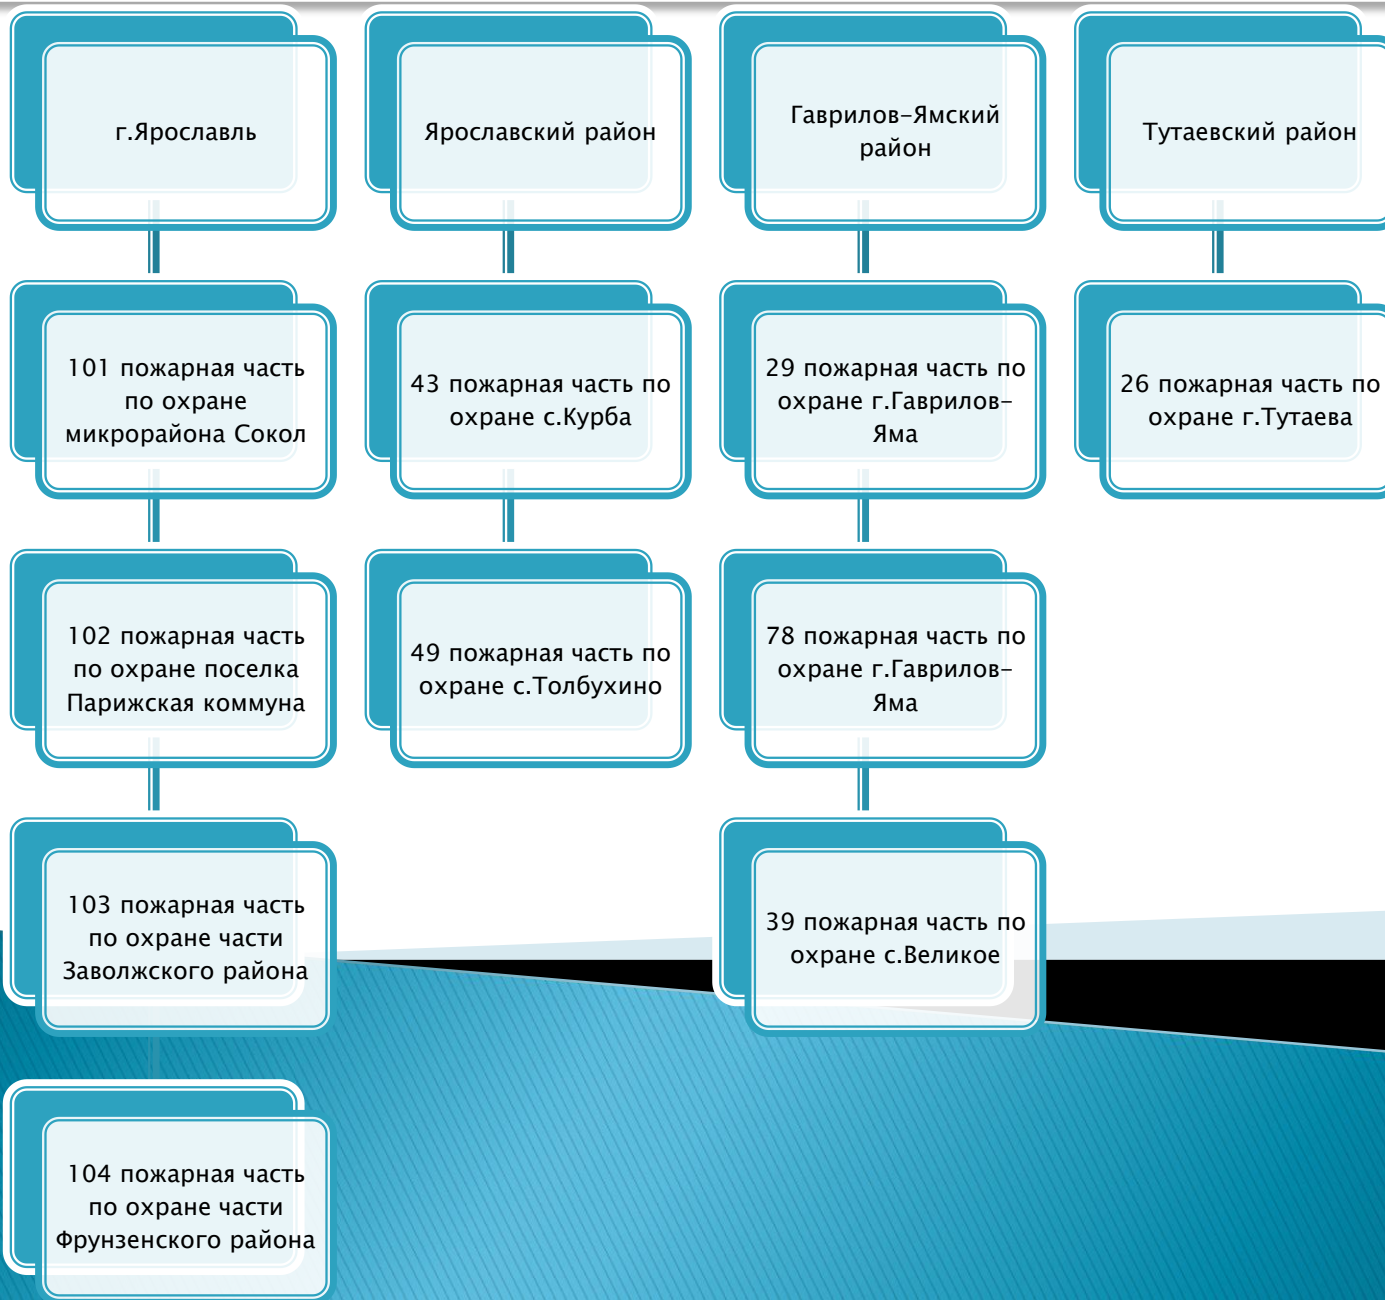 г.Ярославль
101 пожарная часть
по охране
микрорайона Сокол
102 пожарная часть
по охране поселка
Парижская коммуна
103 пожарная часть
по охране части
Заволжского района
104 пожарная часть
по охране части
Фрунзенского района
Ярославский район
43 пожарная часть по
охране с.Курба
49 пожарная часть по
охране с.Толбухино
Гаврилов-Ямский
район
29 пожарная часть по
охране г.Гаврилов-
Яма
78 пожарная часть по
охране г.Гаврилов-
Яма
39 пожарная часть по
охране с.Великое
Тутаевский район
26 пожарная часть по
охране г.Тутаева